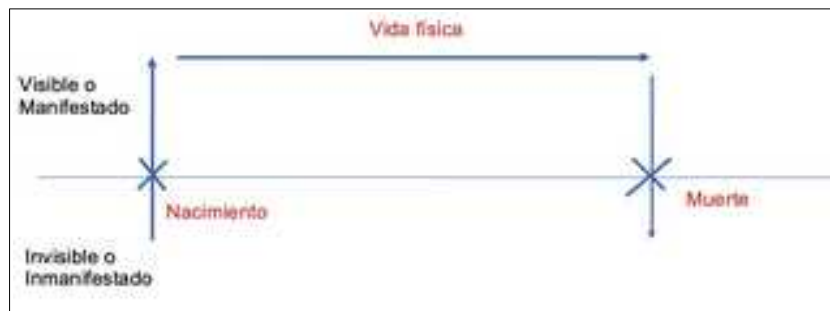 Vida física
Visible o
Manifestado
Nacimiento
Muerte
Invisible o
Inmanifestado